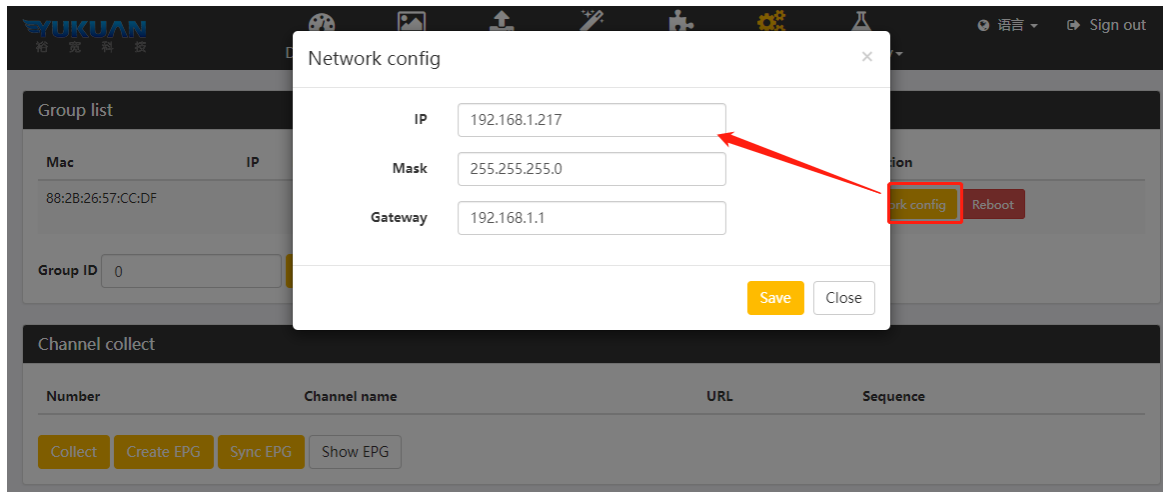 YUKUAN
裕 宽 科 技
语言
Sign out
Network config
×
IP
192.168.1.217
Mask
255.255.255.0
Gateway
192.168.1.1
Save
Close
Group list
Mac
IP
88:2B:26:57:CC:DF
Reboot
Group ID
0
Channel collect
Number
Channel name
URL
Sequence
Collect
Create EPG
Sync EPG
Show EPG